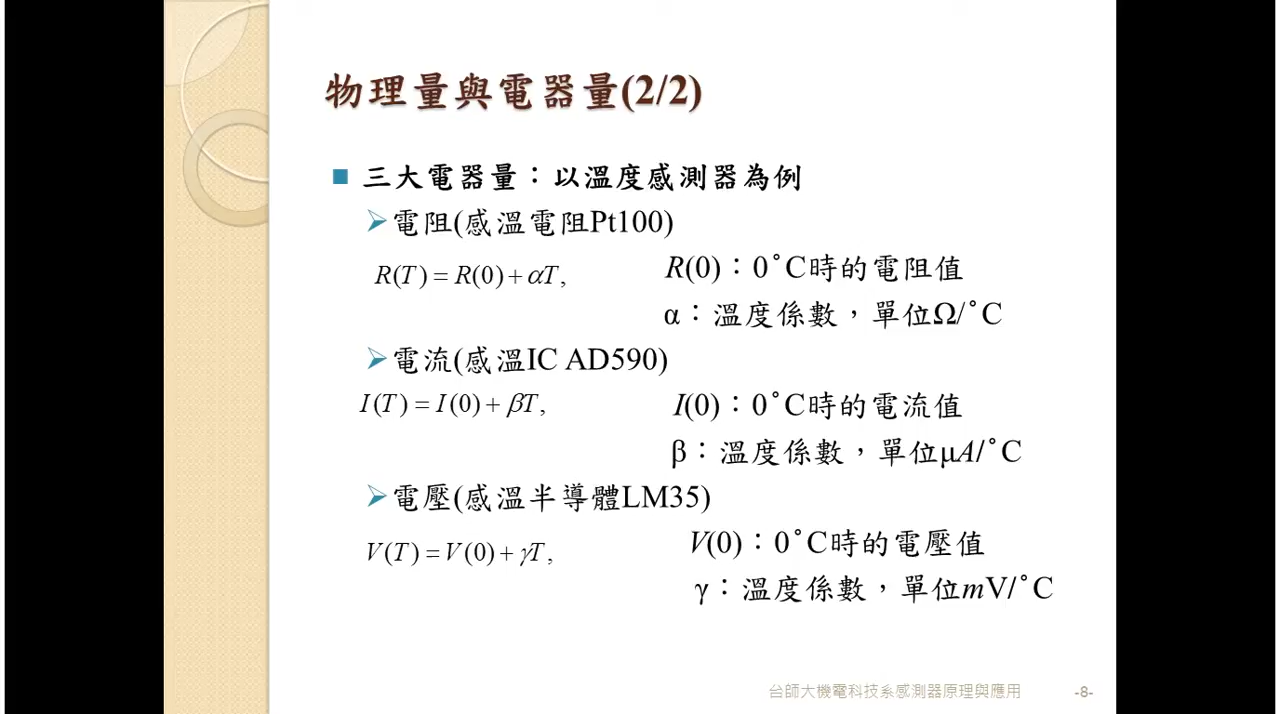 物理量與電器量(2/2)
三大電器量：以溫度感測器為例
電阻(感溫電阻Pt100)
R(T) = R(0) + αT, R(0)：0˚C時的電阻值
α：溫度係數，單位Ω/˚C
電流(感溫IC AD590)
I(T) = I(0) + βT, I(0)：0˚C時的電流值
β：溫度係數，單位μA/˚C
電壓(感溫半導體LM35)
V(T) = V(0) + γT, V(0)：0˚C時的電壓值
γ：溫度係數，單位mV/˚C
台師大機電科技系感測器原理與應用 -8-